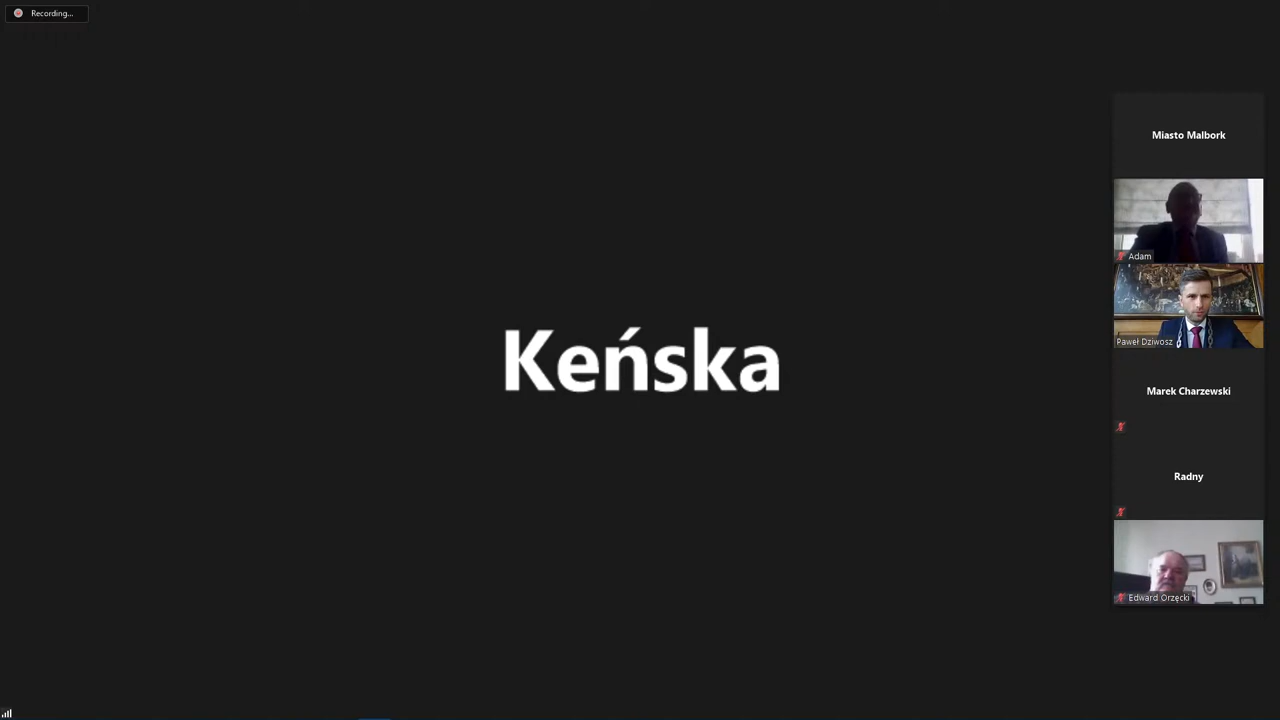 Recording...
Miasto Malbork
Adam
Paweł Dziwosz
Keńska
Marek Charzewski
Radny
Edward Orzęcki